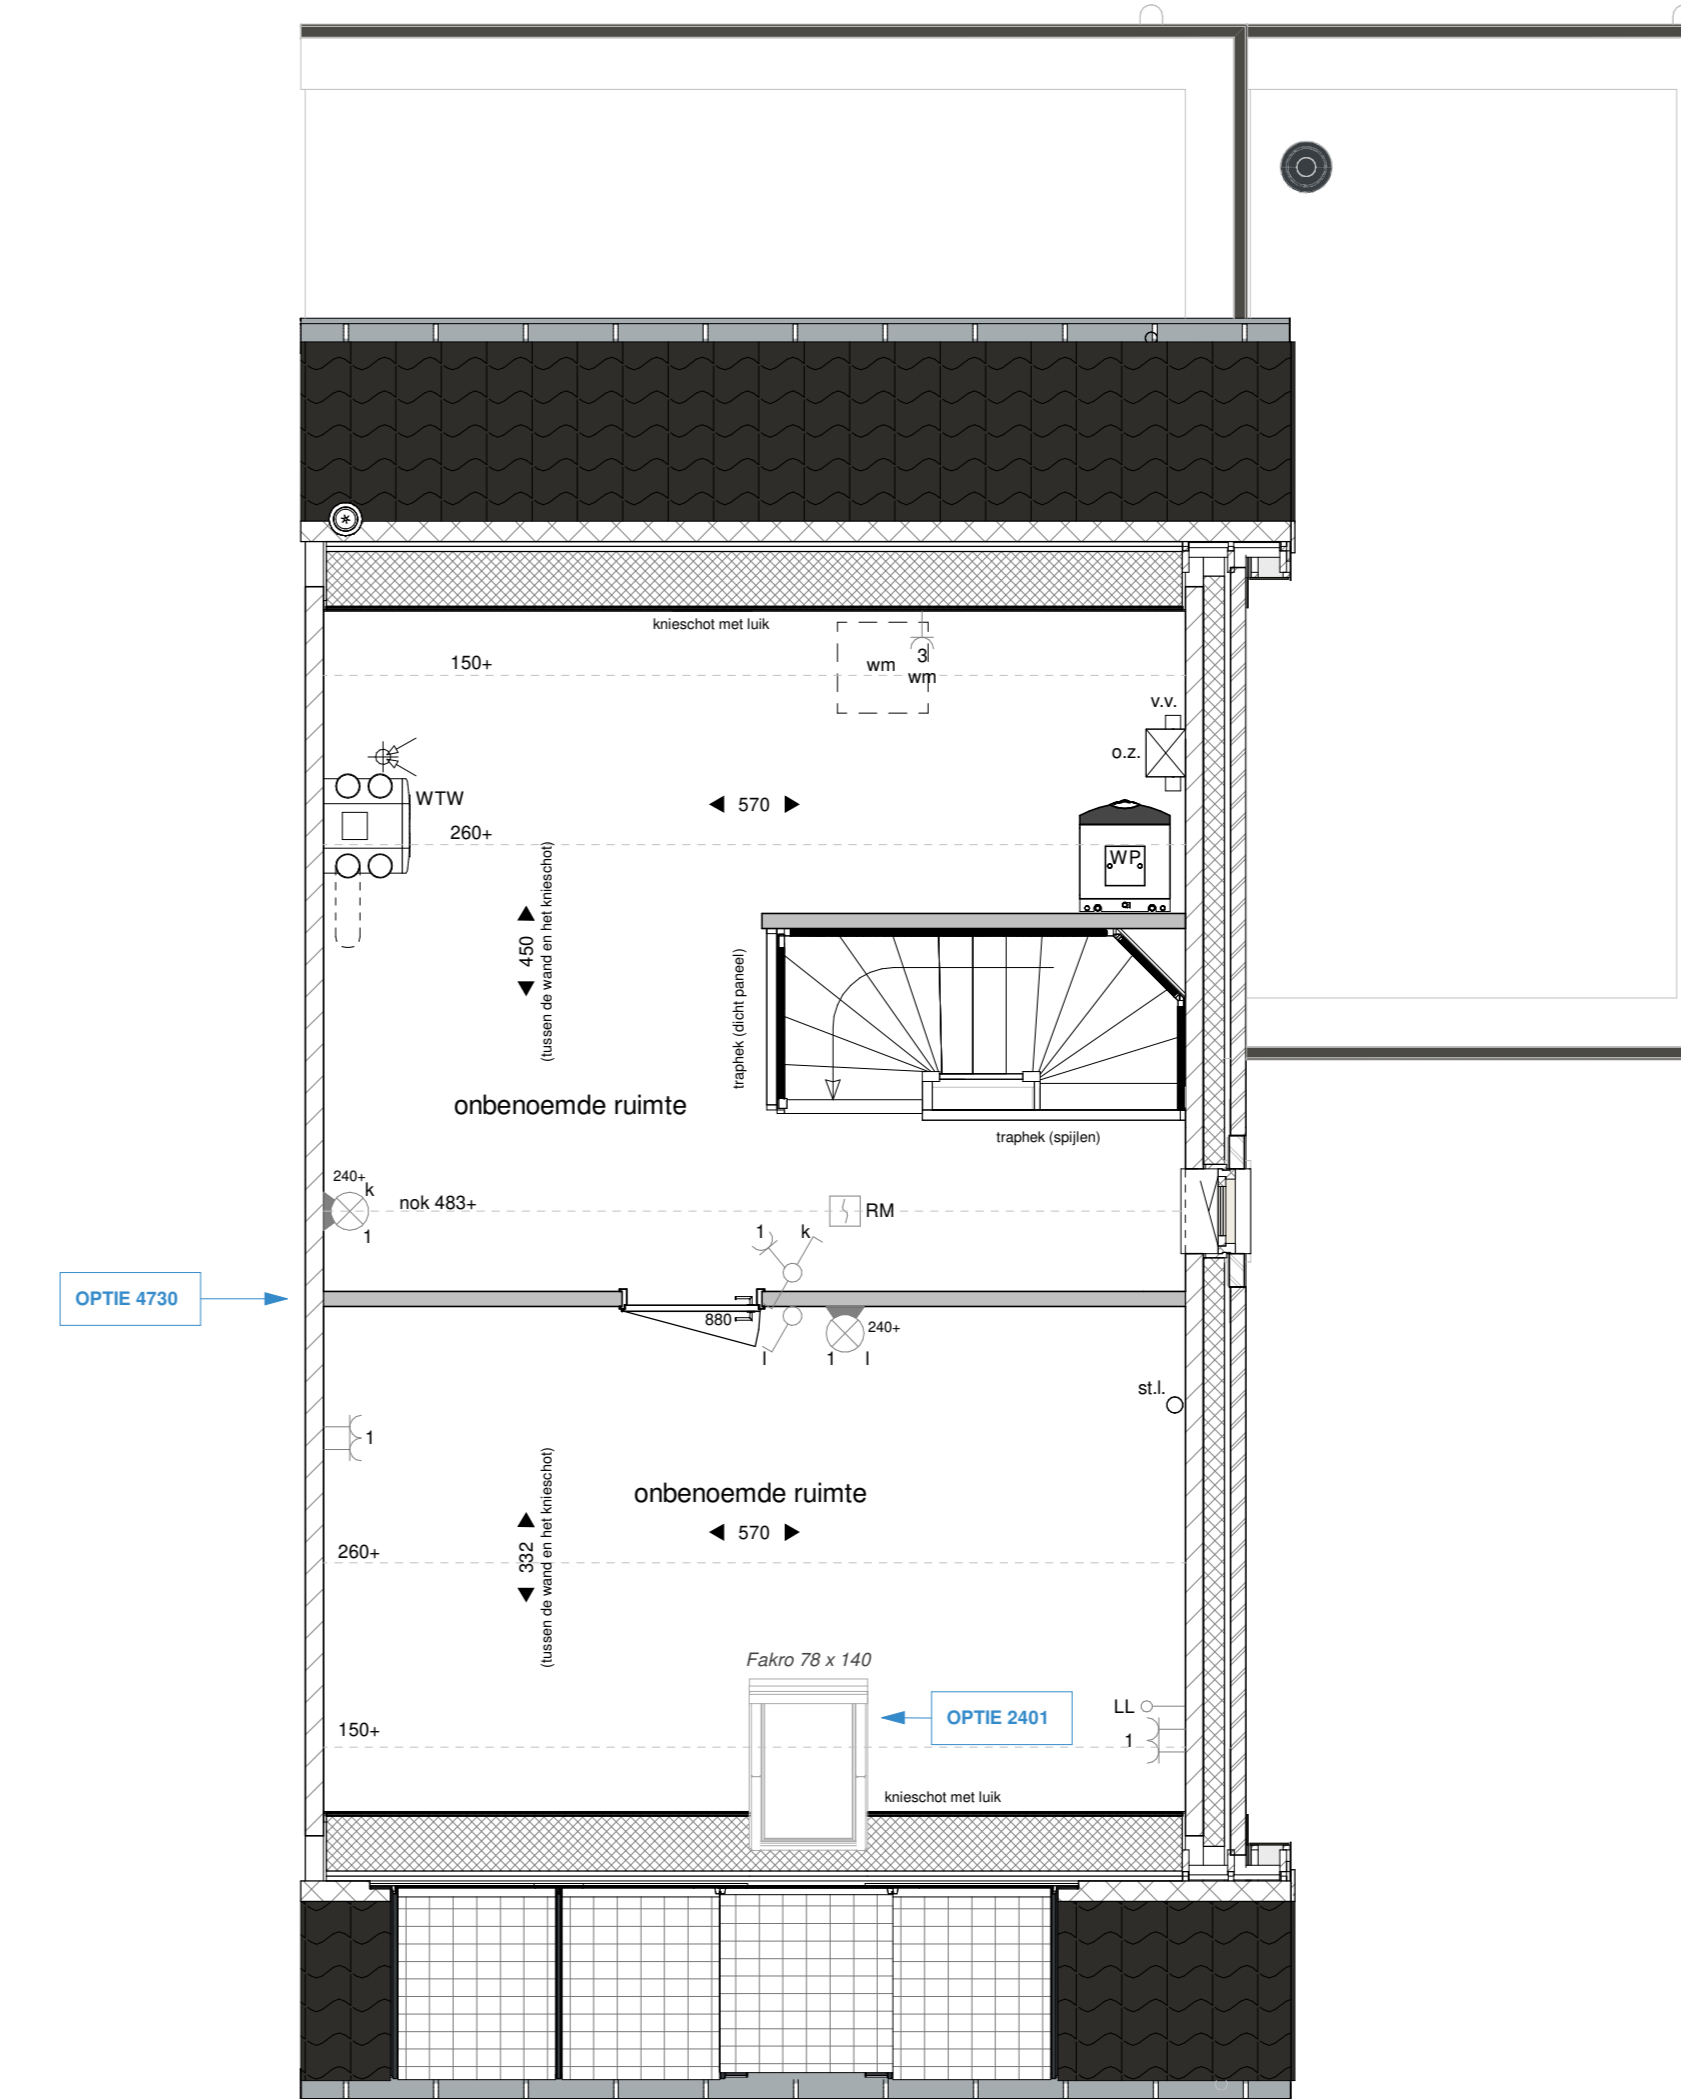 knieschot met luik
150+
wm
3
wm
v.v.
o.z.
WTW
570
260+
WP
450
(tussen de wand en het knieschot)
traphek (dicht paneel)
onbenoemde ruimte
traphek (spijlen)
240+
k
nok 483+
1
RM
1
k
OPTIE 4730
880
240+
l
1
l
st.l.
1
onbenoemde ruimte
570
332
(tussen de wand en het knieschot)
260+
Fakro 78 x 140
OPTIE 2401
LL
150+
1
knieschot met luik